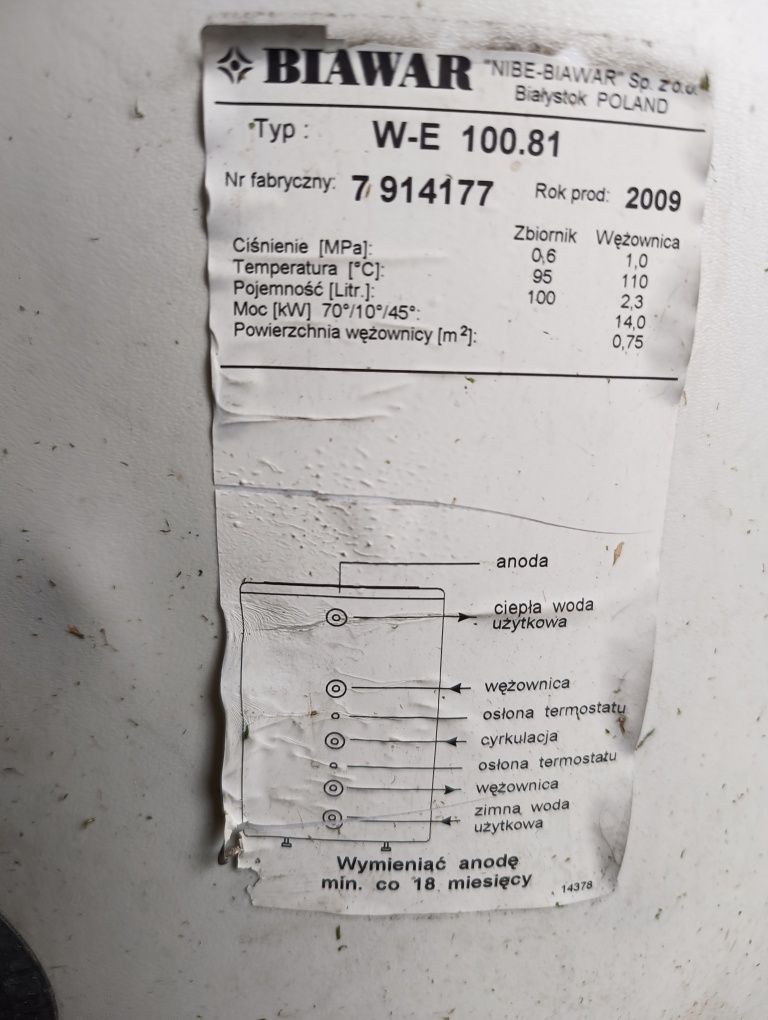 BIAWAR "NIBE-BIAWAR" Sp. z o.o.
Białystok POLAND
Typ : W-E 100.81
Nr fabryczny: 7 914177 Rok prod: 2009
Zbiornik Wężownica
Ciśnienie [MPa]: 0,6 1,0
Temperatura [°C]: 95 110
Pojemność [Litr.]: 100 2,3
Moc [kW] 70°/10°/45°: 14,0
Powierzchnia wężownicy [m²]: 0,75
anoda
ciepła woda
użytkowa
wężownica
osłona termostatu
cyrkulacja
osłona termostatu
wężownica
zimna woda
użytkowa
Wymieniać anodę
min. co 18 miesięcy
14378